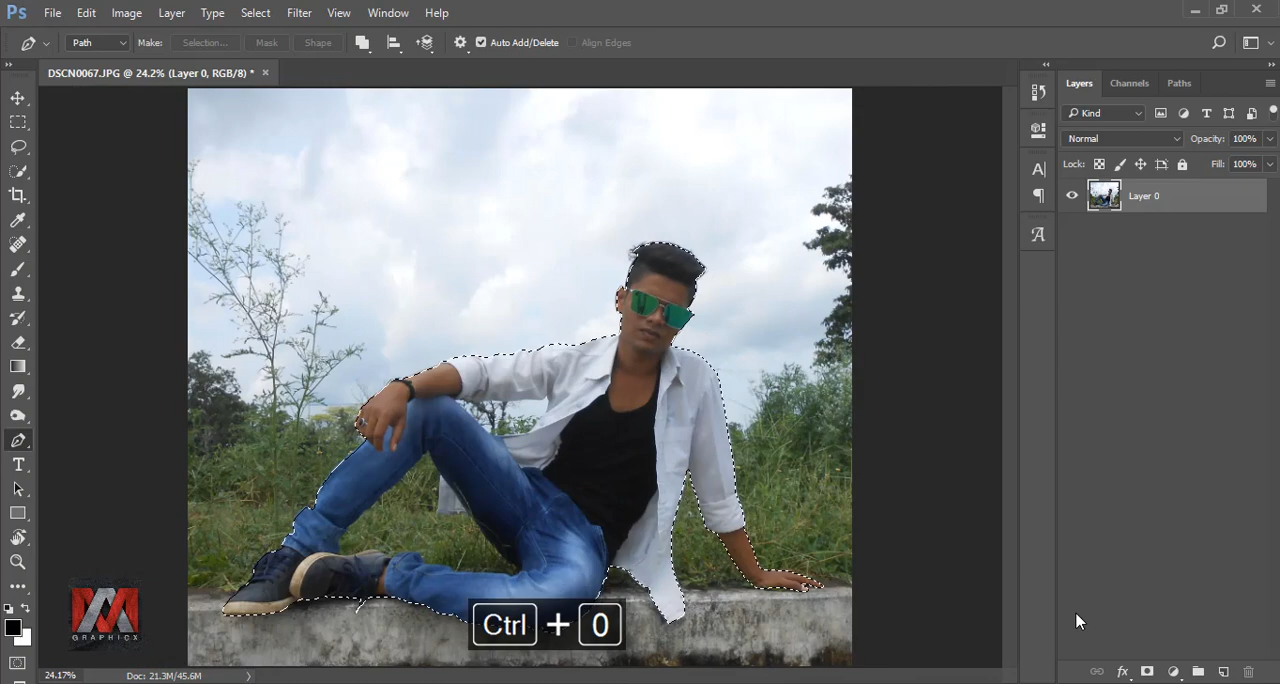 Ps File Edit Image Layer Type Select Filter View Window Help
Path Make: Selection... Mask Shape Auto Add/Delete Align Edges
DSCN0067.JPG @ 24.2% (Layer 0, RGB/8) * ×
Layers Channels Paths
Kind
Normal Opacity: 100%
Lock: Fill: 100%
Layer 0
GRAPHICX
Ctrl + 0
24.17% Doc: 21.3M/45.6M